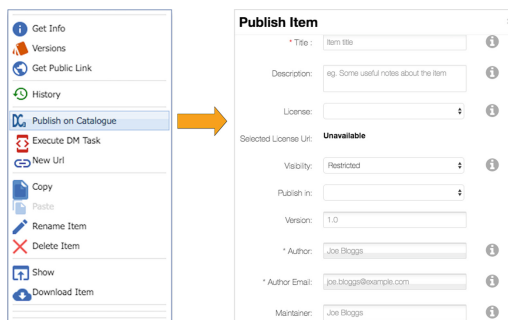 Get Info
Versions
Get Public Link
History
Publish on Catalogue
Execute DM Task
New Url
Copy
Paste
Rename Item
Delete Item
Show
Download Item
Publish Item
* Title : Item title
Description: eg. Some useful notes about the item
License:
Selected License Url: Unavailable
Visibility: Restricted
Publish in:
Version: 1.0
* Author: Joe Bloggs
* Author Email: joe.bloggs@example.com
Maintainer: Joe Bloggs